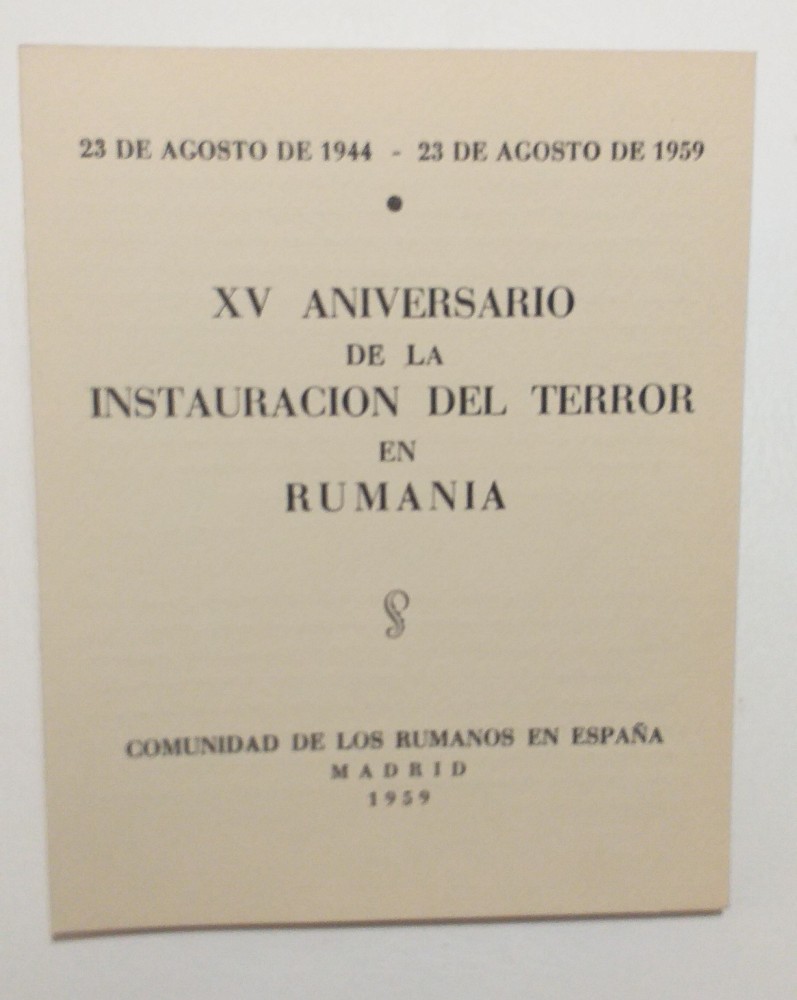 23 DE AGOSTO DE 1944 - 23 DE AGOSTO DE 1959
XV ANIVERSARIO
DE LA
INSTAURACION DEL TERROR
EN
RUMANIA
COMUNIDAD DE LOS RUMANOS EN ESPAÑA
MADRID
1959